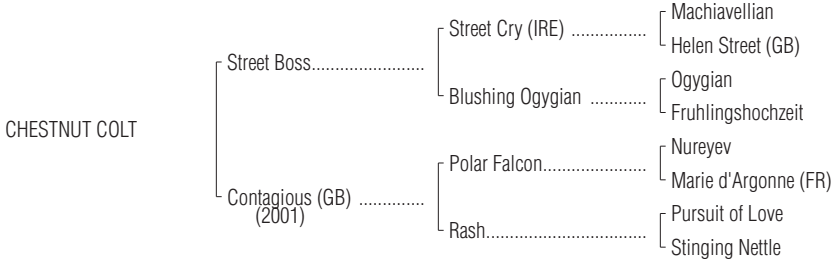 Machiavellian
Street Cry (IRE) ................
Helen Street (GB)
Street Boss........................
Ogygian
Blushing Ogygian ............
Fruhlingshochzeit
CHESTNUT COLT
Nureyev
Polar Falcon......................
Marie d'Argonne (FR)
Contagious (GB) ..............
(2001)
Pursuit of Love
Rash..................................
Stinging Nettle